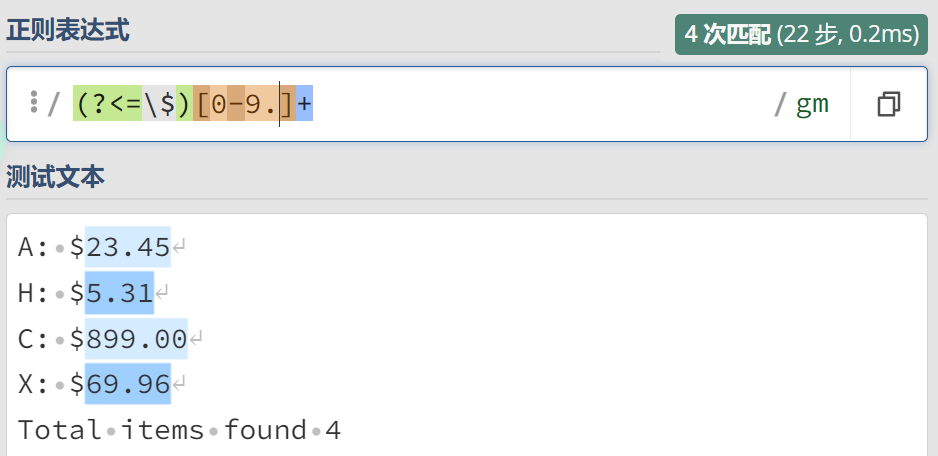 正则表达式
4 次匹配 (22 步, 0.2ms)
/ (?<=\$)[0-9.]+ / gm
测试文本
A: $23.45
H: $5.31
C: $899.00
X: $69.96
Total items found 4